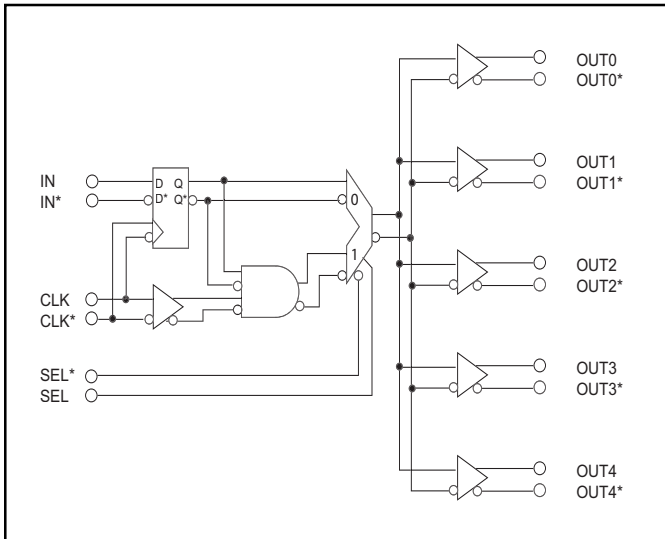 OUT0
OUT0*
OUT1
OUT1*
IN
IN*
D Q
D* Q*
0
1
OUT2
OUT2*
CLK
CLK*
SEL*
SEL
OUT3
OUT3*
OUT4
OUT4*